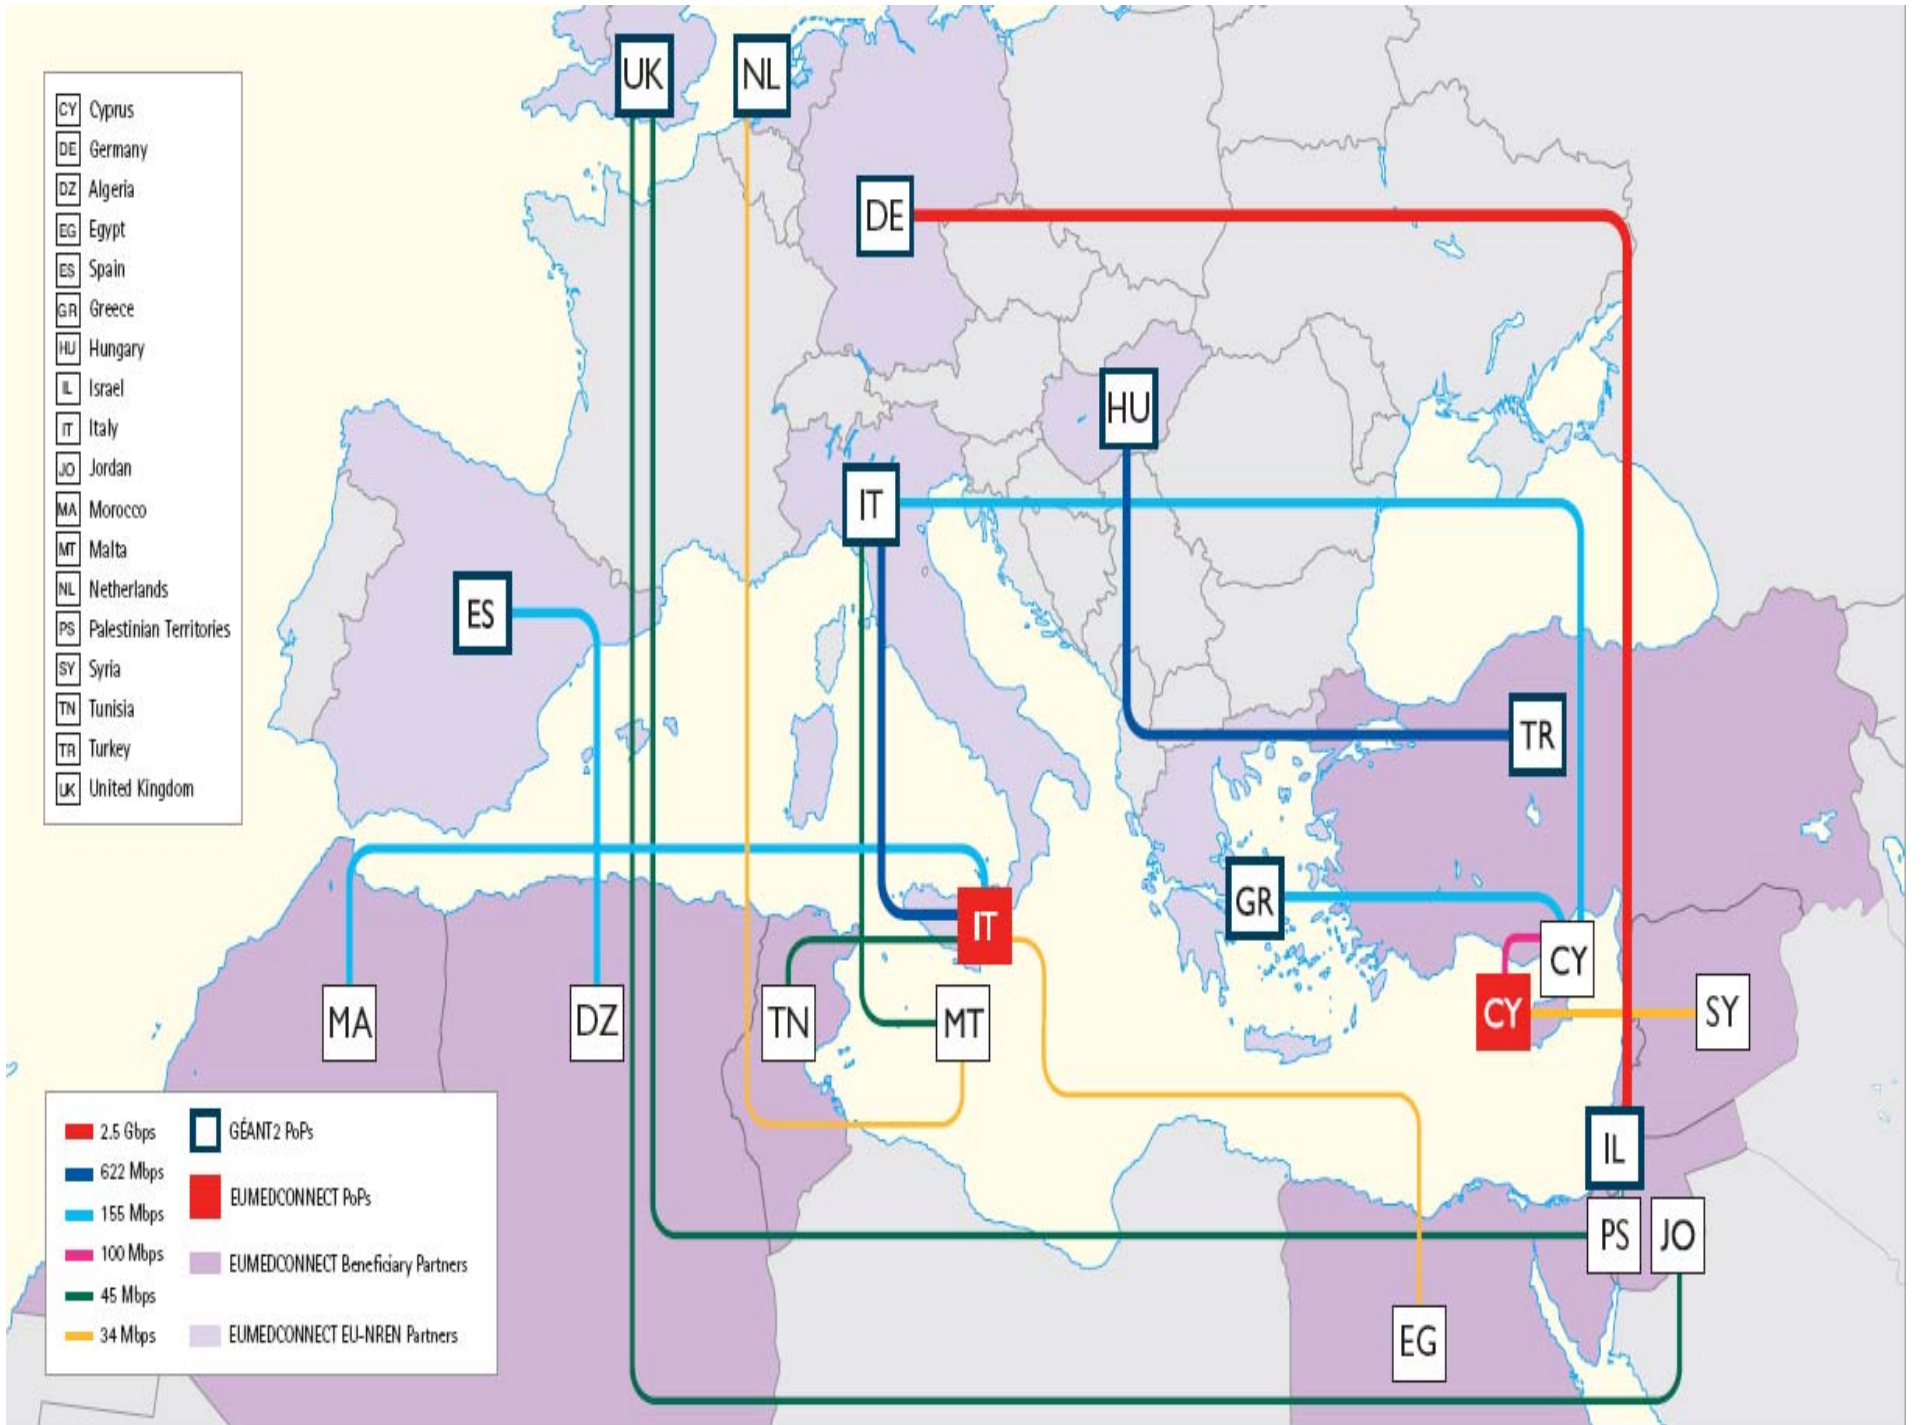 UK
NL
CY Cyprus
DE Germany
DZ Algeria
EG Egypt
ES Spain
GR Greece
HU Hungary
IL Israel
IT Italy
JO Jordan
MA Morocco
MT Malta
NL Netherlands
PS Palestinian Territories
SY Syria
TN Tunisia
TR Turkey
UK United Kingdom
DE
HU
IT
ES
TR
GR
IT
CY
CY
SY
MA
DZ
TN
MT
IL
PS
JO
EG
2.5 Gbps
622 Mbps
155 Mbps
100 Mbps
45 Mbps
34 Mbps
GÉANT2 PoPs
EUMEDCONNECT PoPs
EUMEDCONNECT Beneficiary Partners
EUMEDCONNECT EU-NREN Partners